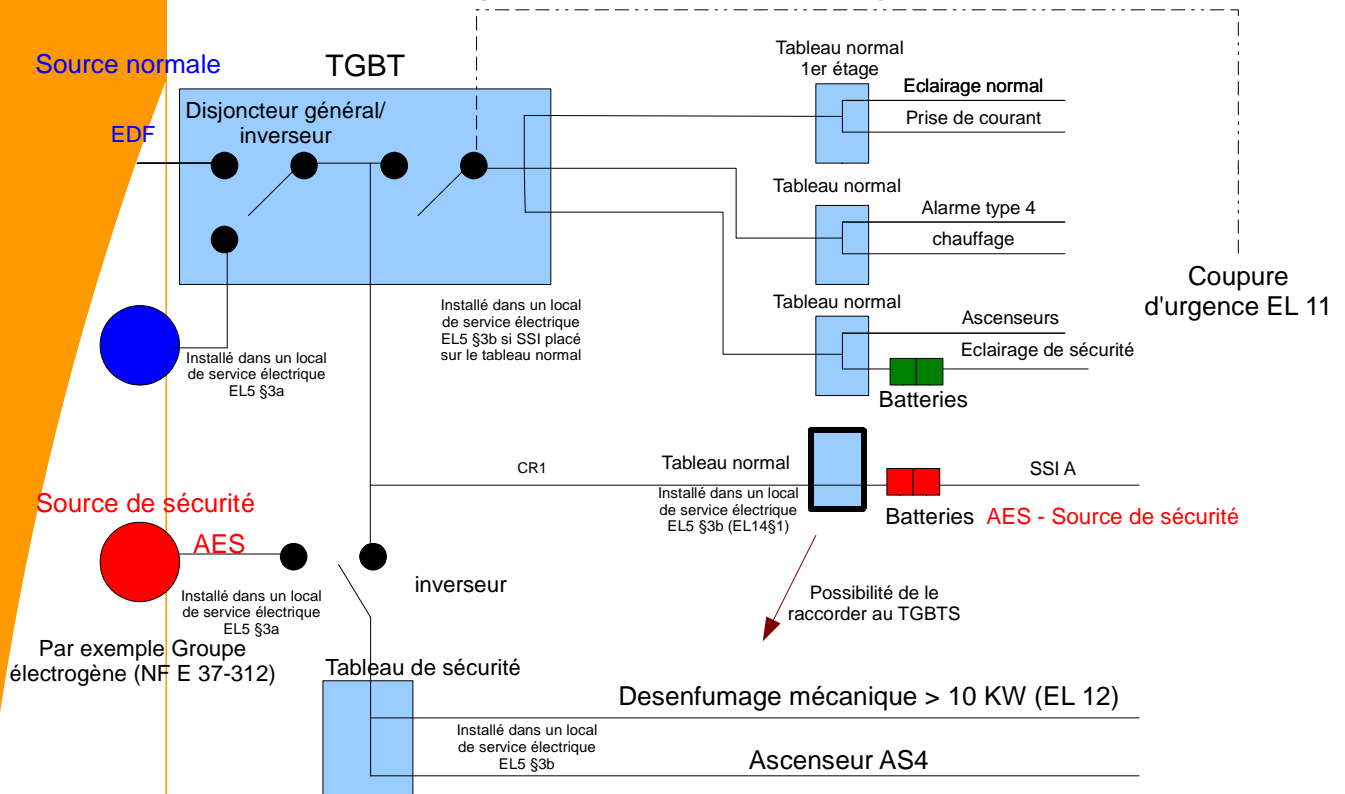 Source normale
TGBT
EDF
Disjoncteur général/
inverseur
Tableau normal
1er étage
Eclairage normal
Prise de courant
Tableau normal
Alarme type 4
chauffage
Coupure
d'urgence EL 11
Tableau normal
Ascenseurs
Eclairage de sécurité
Batteries
Installé dans un local
de service électrique
EL5 §3b si SSI placé
sur le tableau normal
Installé dans un local
de service électrique
EL5 §3a
CR1
Tableau normal
Installé dans un local
de service électrique
EL5 §3b (EL14§1)
SSI A
Batteries
AES - Source de sécurité
Source de sécurité
AES
Installé dans un local
de service électrique
EL5 §3a
inverseur
Possibilité de le
raccorder au TGBTS
Par exemple Groupe
électrogène (NF E 37-312)
Tableau de sécurité
Desenfumage mécanique > 10 KW (EL 12)
Installé dans un local
de service électrique
EL5 §3b
Ascenseur AS4